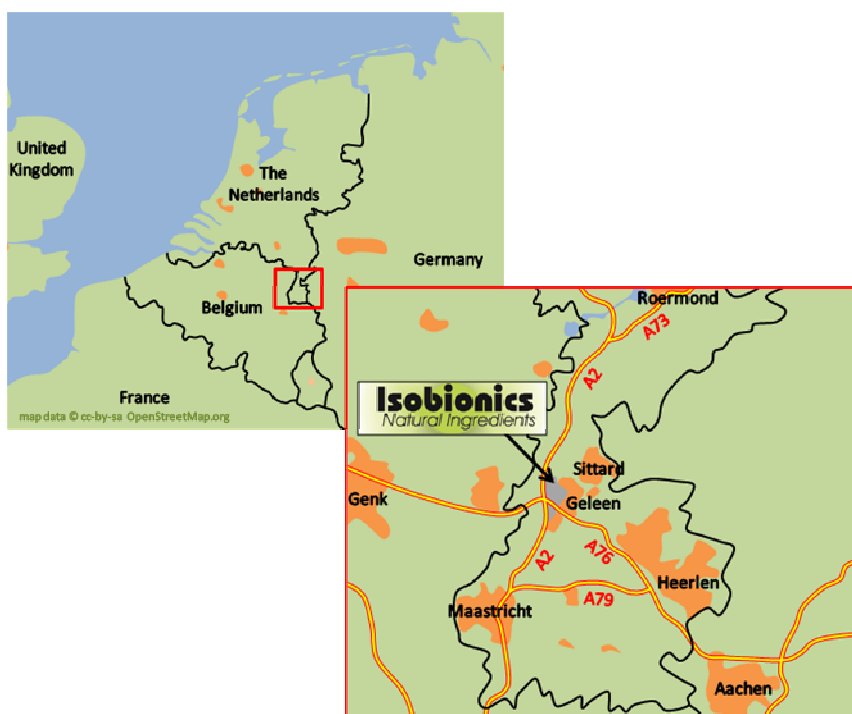 United
Kingdom
The
Netherlands
Germany
Belgium
France
map data © cc-by-sa OpenStreetMap.org
Roermond
A73
A2
Isobionics
Natural Ingredients
Sittard
Genk
Geleen
A76
A2
Heerlen
A79
Maastricht
Aachen